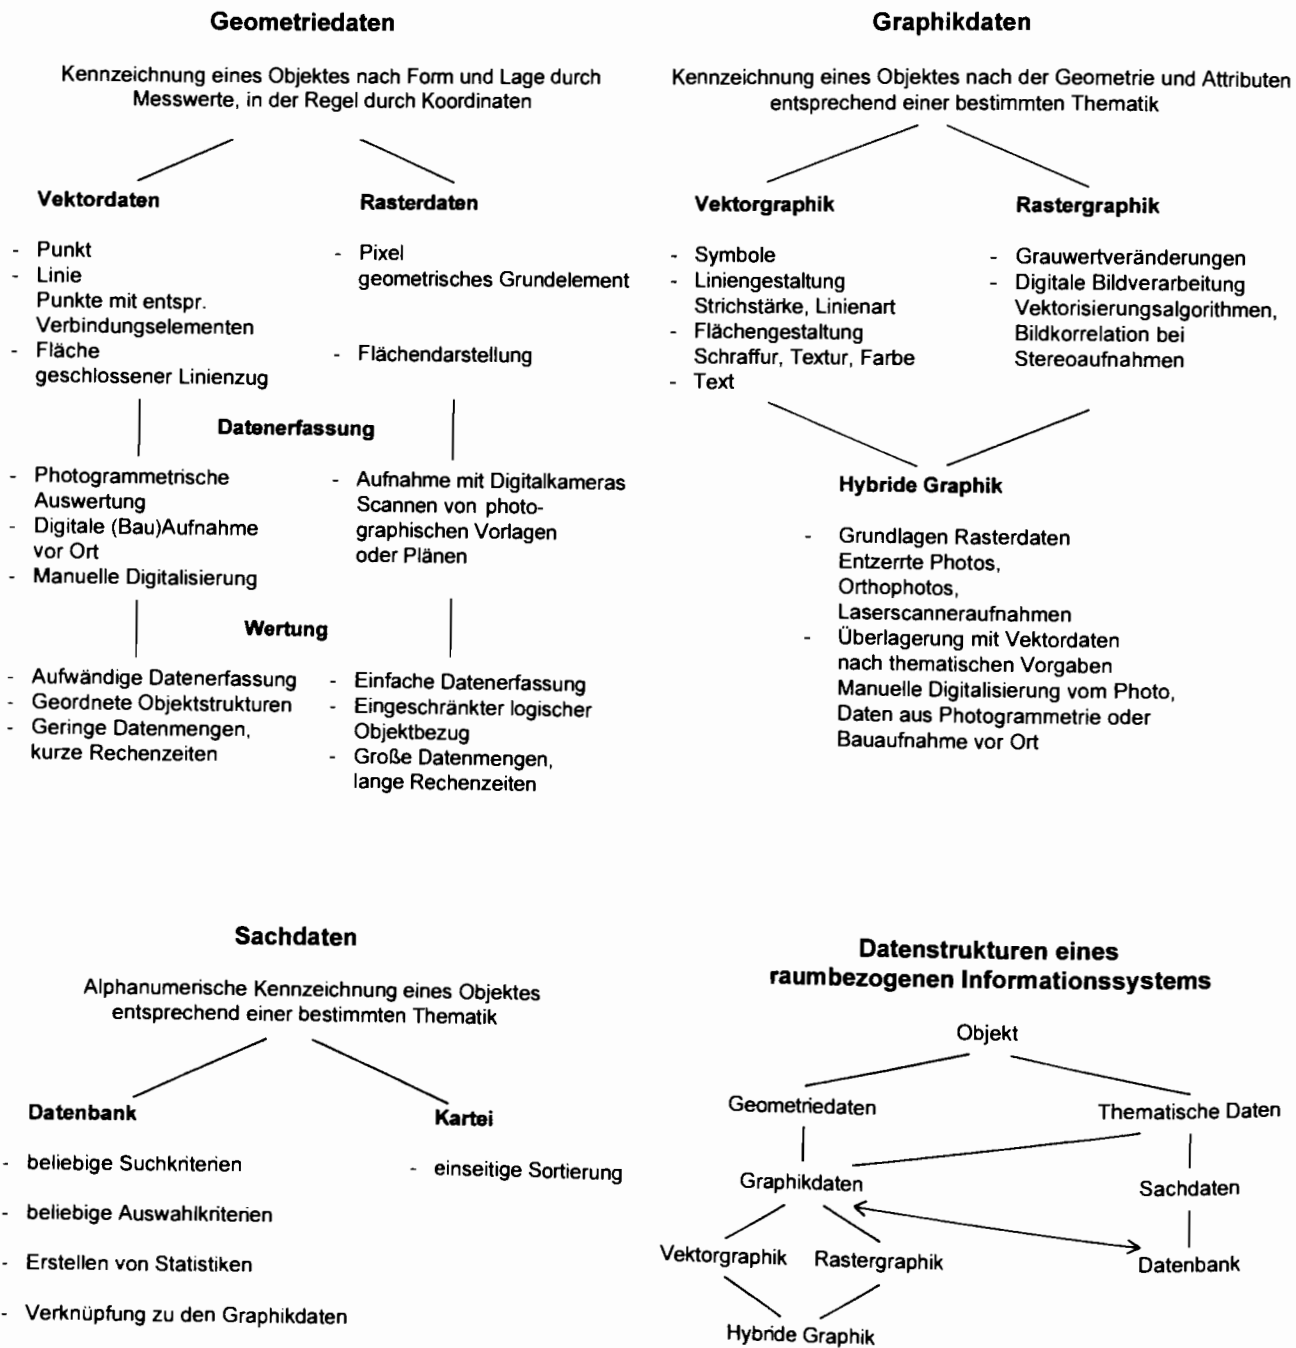 Geometriedaten
Kennzeichnung eines Objektes nach Form und Lage durch
Messwerte, in der Regel durch Koordinaten
Vektordaten
- Punkt
- Linie
Punkte mit entspr.
Verbindungselementen
- Fläche
geschlossener Linienzug
Rasterdaten
- Pixel
geometrisches Grundelement
- Flächendarstellung
Datenerfassung
- Photogrammetrische
Auswertung
- Digitale (Bau)Aufnahme
vor Ort
- Manuelle Digitalisierung
- Aufnahme mit Digitalkameras
Scannen von photo-
graphischen Vorlagen
oder Plänen
Wertung
- Aufwändige Datenerfassung
- Geordnete Objektstrukturen
- Geringe Datenmengen,
kurze Rechenzeiten
- Einfache Datenerfassung
- Eingeschränkter logischer
Objektbezug
- Große Datenmengen,
lange Rechenzeiten
Graphikdaten
Kennzeichnung eines Objektes nach der Geometrie und Attributen
entsprechend einer bestimmten Thematik
Vektorgraphik
- Symbole
- Liniengestaltung
Strichstärke, Linienart
- Flächengestaltung
Schraffur, Textur, Farbe
- Text
Rastergraphik
- Grauwertveränderungen
- Digitale Bildverarbeitung
Vektorisierungsalgorithmen,
Bildkorrelation bei
Stereoaufnahmen
Hybride Graphik
- Grundlagen Rasterdaten
Entzerrte Photos,
Orthophotos,
Laserscanneraufnahmen
- Überlagerung mit Vektordaten
nach thematischen Vorgaben
Manuelle Digitalisierung vom Photo,
Daten aus Photogrammetrie oder
Bauaufnahme vor Ort
Sachdaten
Alphanumerische Kennzeichnung eines Objektes
entsprechend einer bestimmten Thematik
Datenbank
- beliebige Suchkriterien
- beliebige Auswahlkriterien
- Erstellen von Statistiken
- Verknüpfung zu den Graphikdaten
Kartei
- einseitige Sortierung
Datenstrukturen eines
raumbezogenen Informationssystems
Objekt
Geometriedaten
Thematische Daten
Graphikdaten
Sachdaten
Vektorgraphik
Rastergraphik
Datenbank
Hybride Graphik